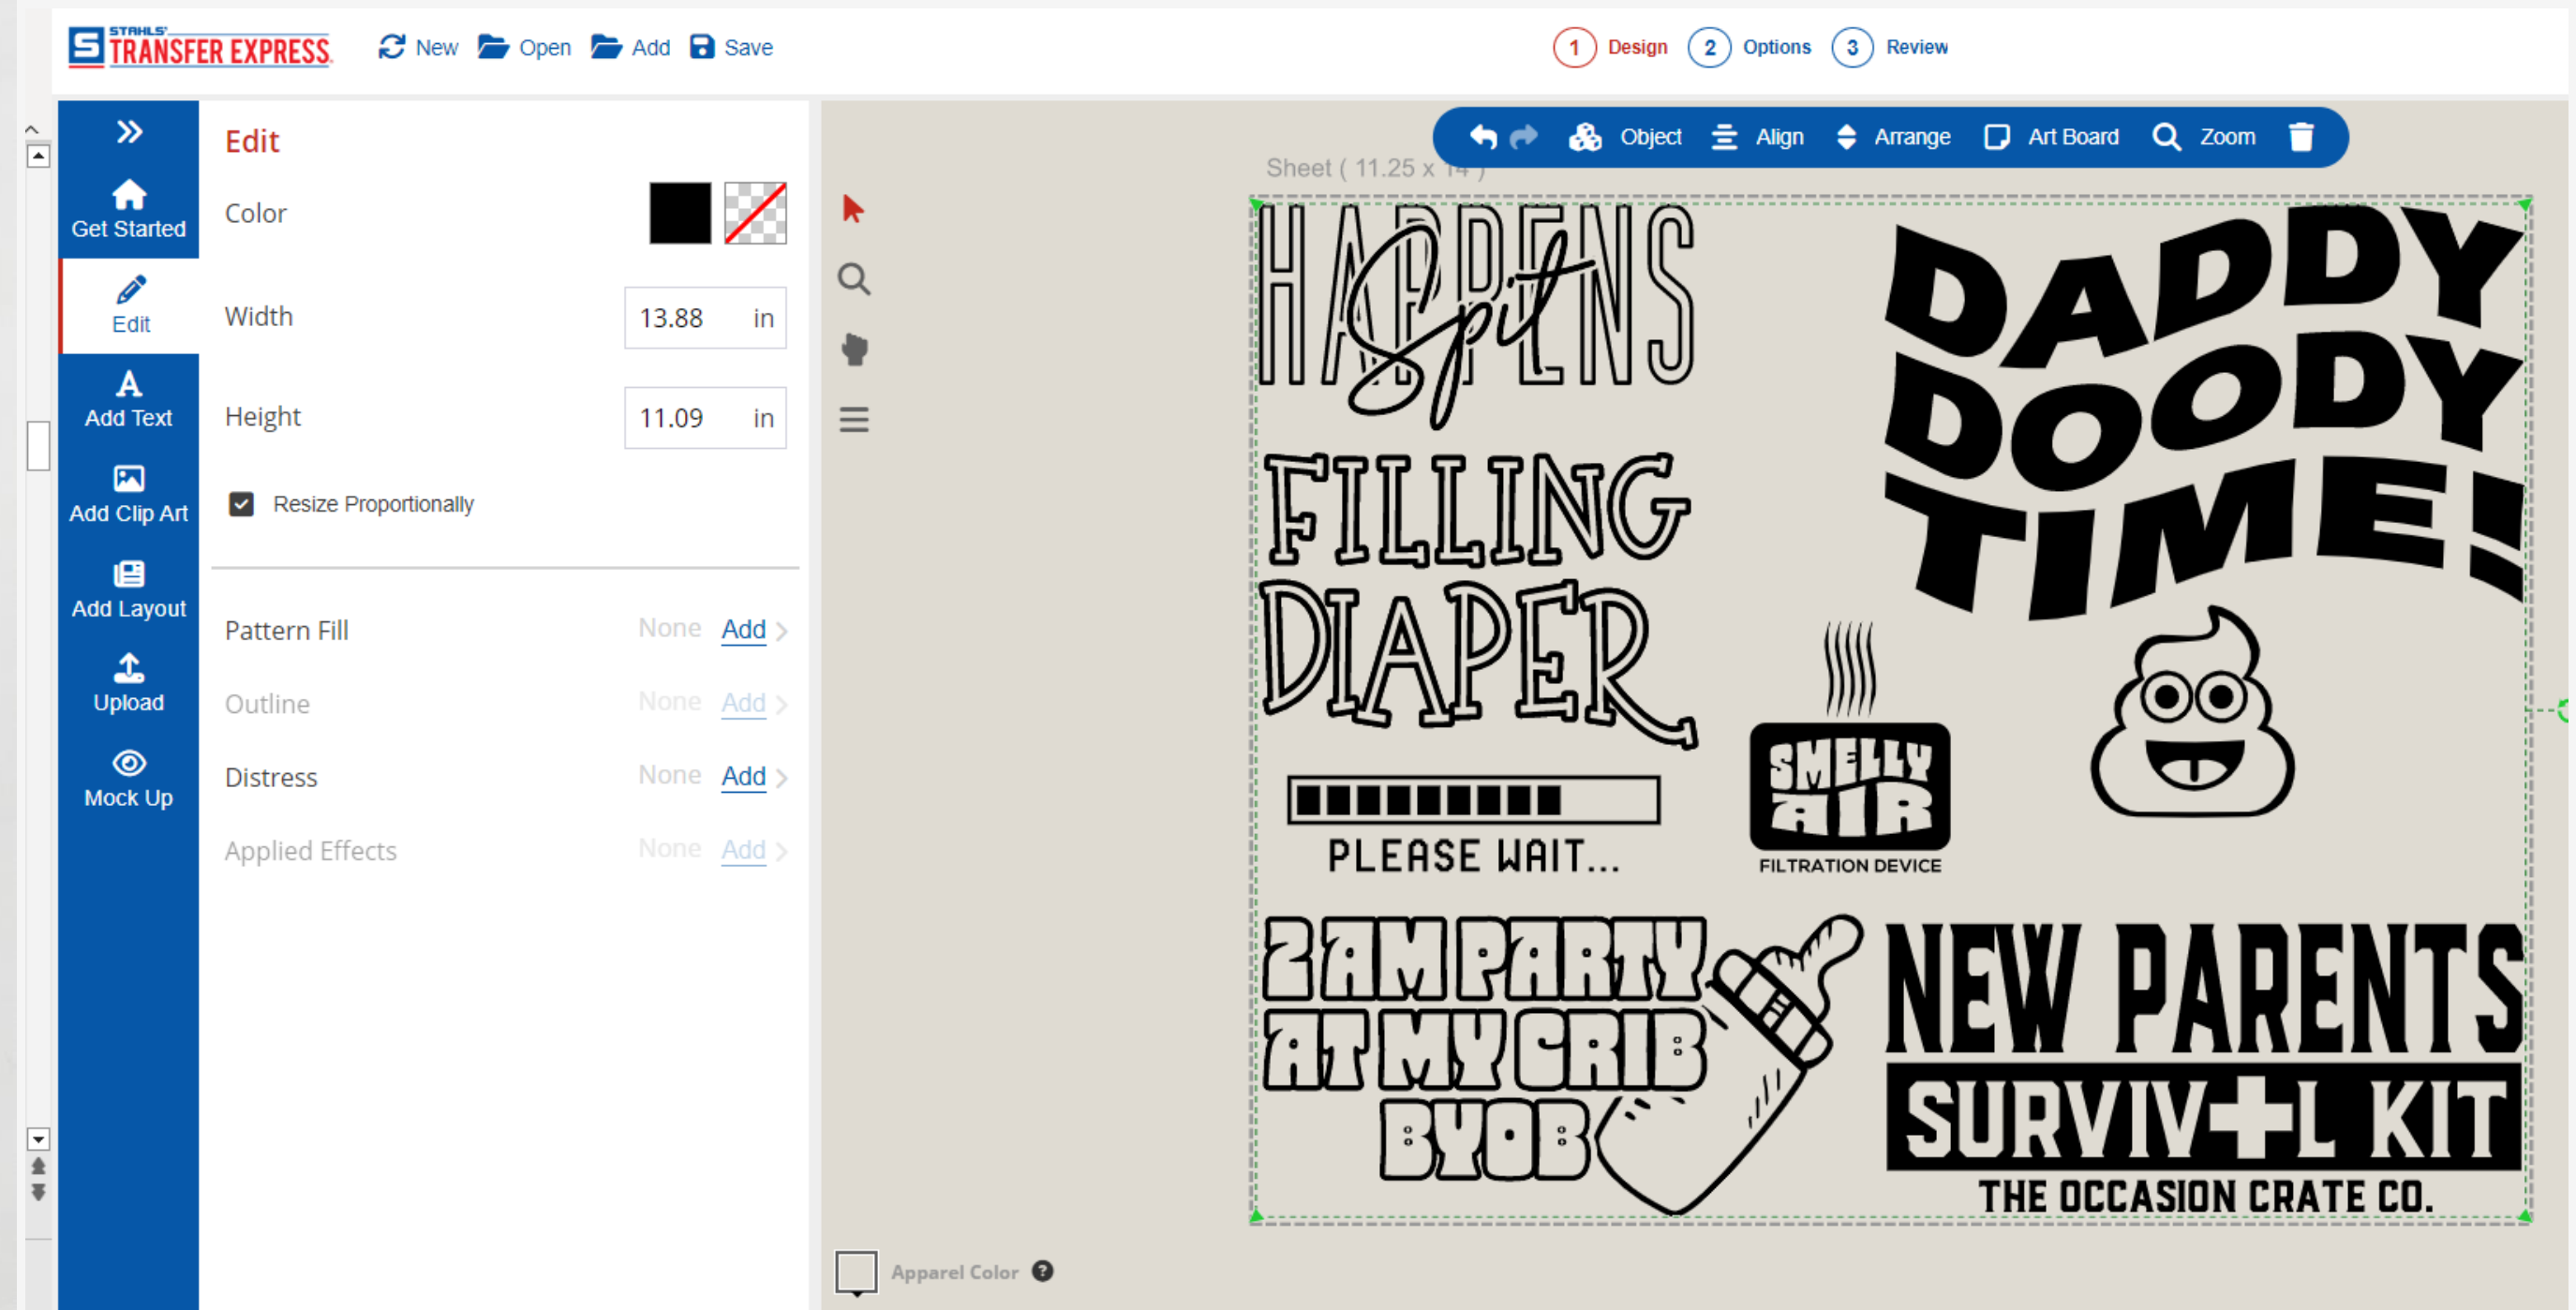 STAHLS'
TRANSFER EXPRESS.
New
Open
Add
Save
1 Design
2 Options
3 Review
Get Started
Edit
Add Text
Add Clip Art
Add Layout
Upload
Mock Up
Edit
Color
Width
13.88 in
Height
11.09 in
Resize Proportionally
Pattern Fill None Add
Outline None Add
Distress None Add
Applied Effects None Add
Object
Align
Arrange
Art Board
Zoom
Sheet ( 11.25 x 14 )
HAPPENS
Spit
FILLING
DIAPER
PLEASE WAIT...
2 AM PARTY
AT MY CRIB
BYOB
DADDY
DOODY
TIME!
SMELLY
AIR
FILTRATION DEVICE
NEW PARENTS
SURVIV+L KIT
THE OCCASION CRATE CO.
Apparel Color ?